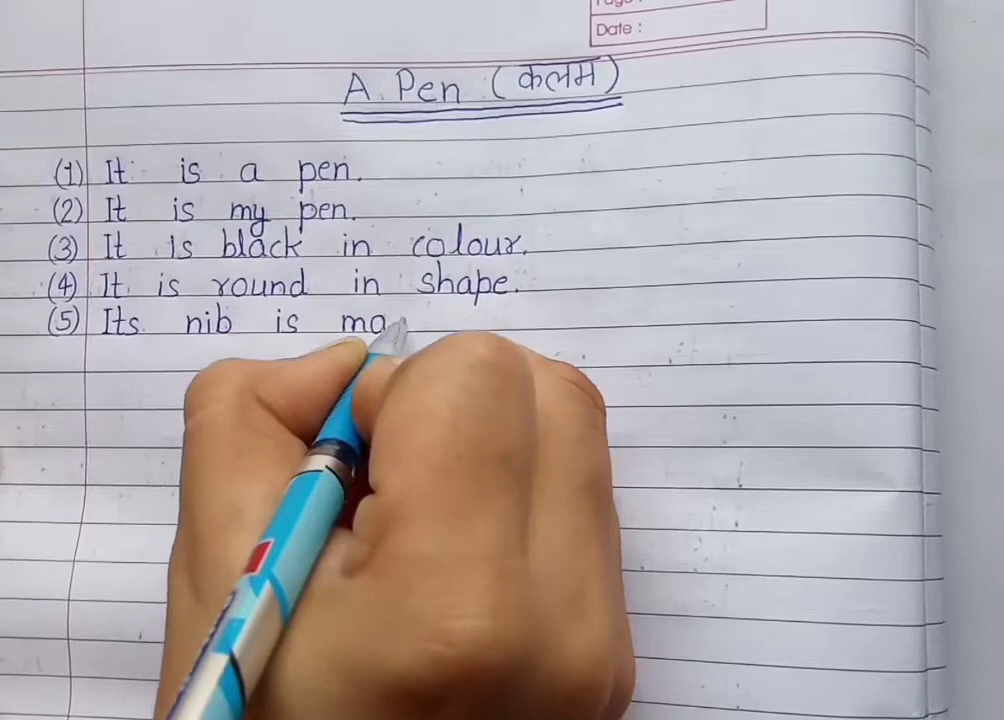 Date :
A Pen (कलम)
(1) It is a pen.
(2) It is my pen.
(3) It is black in colour.
(4) It is round in shape.
(5) Its nib is ma